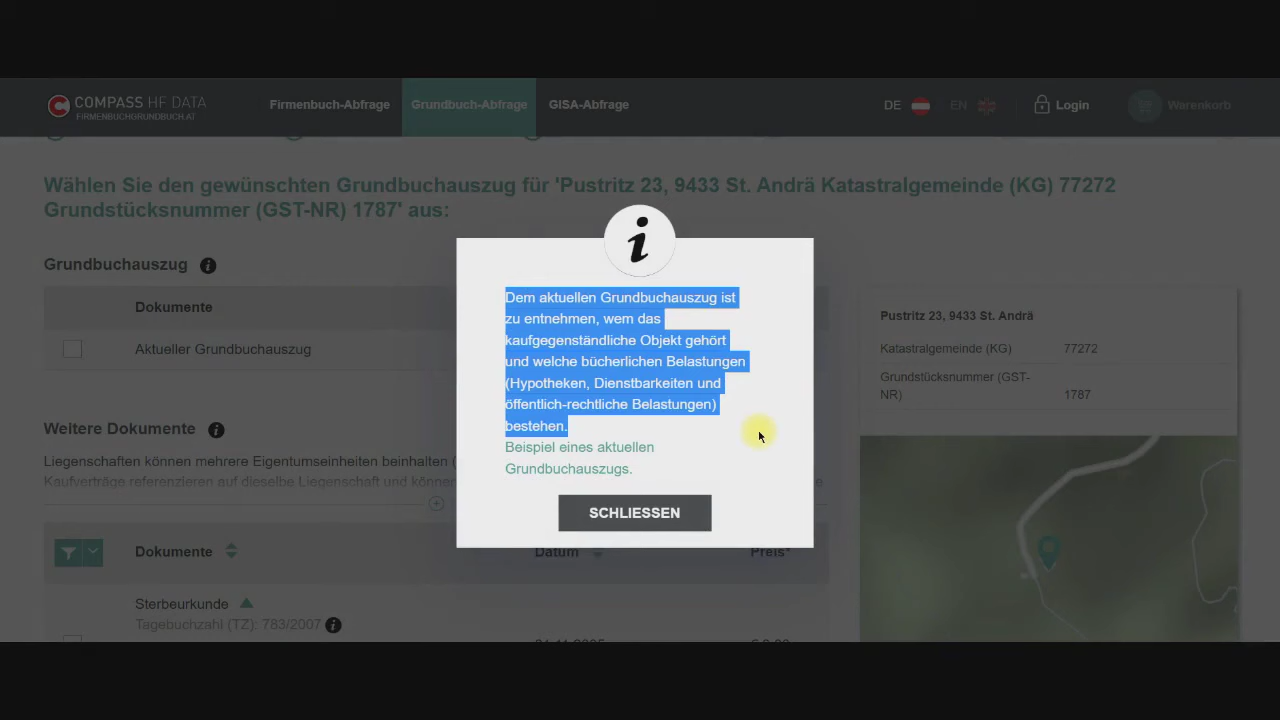 COMPASS HF DATA
FIRMENBUCHGRUNDBUCH.AT
Firmenbuch-Abfrage
Grundbuch-Abfrage
GISA-Abfrage
DE
EN
Login
Warenkorb
Wählen Sie den gewünschten Grundbuchauszug für 'Pustritz 23, 9433 St. Andrä Katastralgemeinde (KG) 77272
Grundstücksnummer (GST-NR) 1787' aus:
Grundbuchauszug
Dokumente
Aktueller Grundbuchauszug
Weitere Dokumente
Liegenschaften können mehrere Eigentumseinheiten beinhalten (
Kaufverträge referenzieren auf dieselbe Liegenschaft und können
Dokumente
Datum
Preis*
Sterbeurkunde
Tagebuchzahl (TZ): 783/2007
Dem aktuellen Grundbuchauszug ist
zu entnehmen, wem das
kaufgegenständliche Objekt gehört
und welche bücherlichen Belastungen
(Hypotheken, Dienstbarkeiten und
öffentlich-rechtliche Belastungen)
bestehen.
Beispiel eines aktuellen
Grundbuchauszugs.
SCHLIESSEN
Pustritz 23, 9433 St. Andrä
Katastralgemeinde (KG) 77272
Grundstücksnummer (GST-
NR) 1787